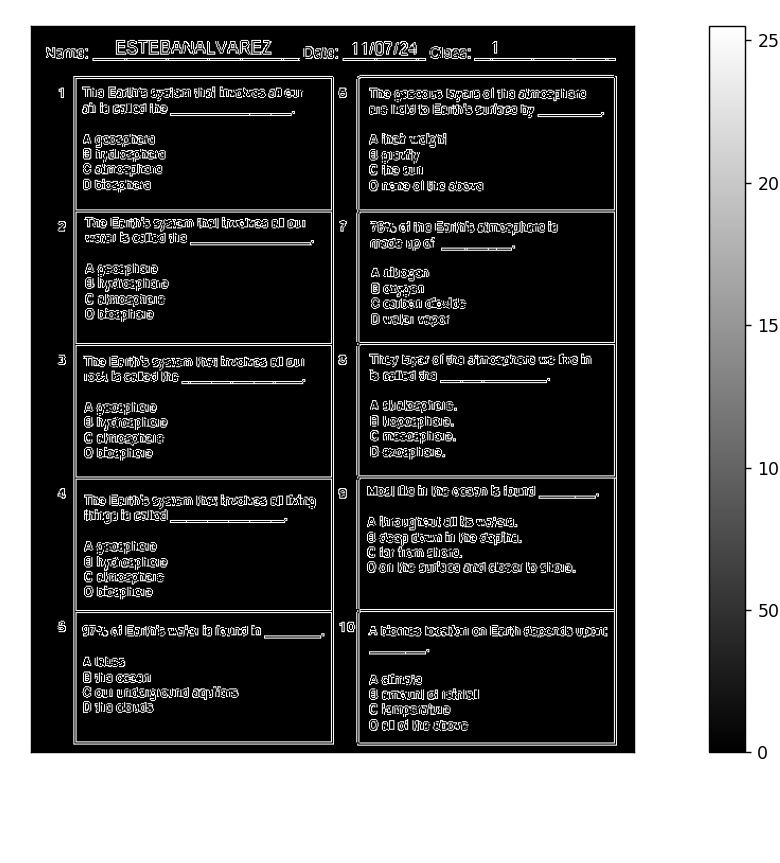 Name: ESTEBANALVAREZ Date: 11/07/24 Class: 1
1 The Earth's system that involves all our
air is called the ________________.
A geosphere
B hydrosphere
C atmosphere
D biosphere
2 The Earth's system that involves all our
water is called the ________________.
A geosphere
B hydrosphere
C atmosphere
D biosphere
3 The Earth's system that involves all our
rock is called the ________________.
A geosphere
B hydrosphere
C atmosphere
D biosphere
4 The Earth's system that involves all living
things is called ________________.
A geosphere
B hydrosphere
C atmosphere
D biosphere
5 97% of Earth's water is found in ________.
A lakes
B the ocean
C our underground aquifers
D the clouds
6 The gaseous layers of the atmosphere
are held to Earth's surface by _________.
A their weight
B gravity
C the sun
D none of the above
7 78% of the Earth's atmosphere is
made up of __________.
A nitrogen
B oxygen
C carbon dioxide
D water vapor
8 They layer of the atmosphere we live in
is called the ______________.
A stratosphere.
B troposphere.
C mesosphere.
D exosphere.
9 Most life in the ocean is found ________.
A throughout all its waters.
B deep down in the depths.
C far from shore.
D on the surface and closer to shore.
10 A biomes location on Earth depends upon:
________.
A climate
B amount of rainfall
C temperature
D all of the above
25
20
15
10
50
0